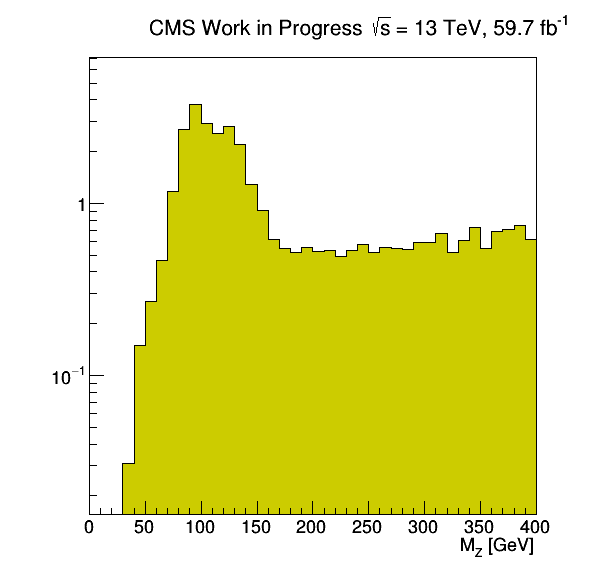 CMS Work in Progress √s = 13 TeV, 59.7 fb⁻¹
1
10⁻¹
0 50 100 150 200 250 300 350 400
M_Z [GeV]